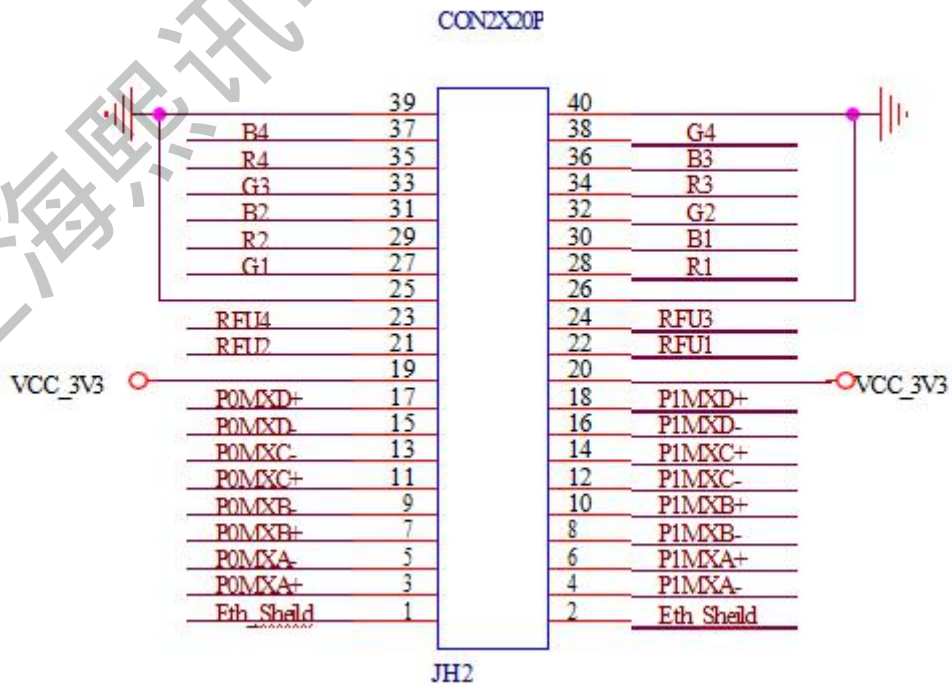 CON2X20P
39 40
B4 37 38 G4
R4 35 36 B3
G3 33 34 R3
B2 31 32 G2
R2 29 30 B1
G1 27 28 R1
25 26
RFU4 23 24 RFU3
RFU2 21 22 RFU1
VCC_3V3 19 20 VCC_3V3
P0MXD+ 17 18 P1MXD+
P0MXD- 15 16 P1MXD-
P0MXC- 13 14 P1MXC+
P0MXC+ 11 12 P1MXC-
P0MXB- 9 10 P1MXB+
P0MXB+ 7 8 P1MXB-
P0MXA- 5 6 P1MXA+
P0MXA+ 3 4 P1MXA-
Eth_Sheild 1 2 Eth_Sheild
JH2
海熙讯